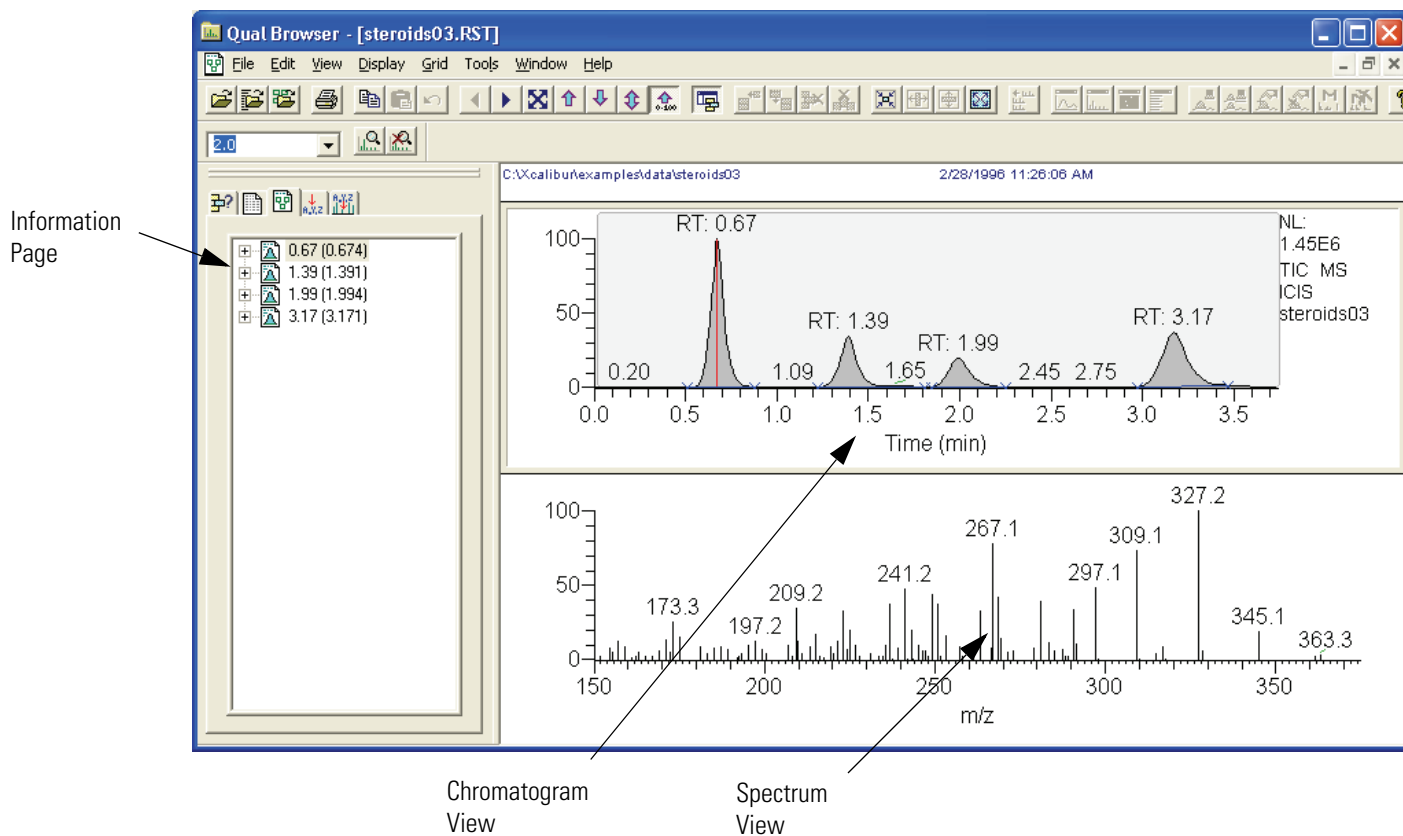 Qual Browser - [steroids03.RST]
File Edit View Display Grid Tools Window Help
0-100
2.0
A,Y,Z
A,Y,Z
C:\Xcalibur\examples\data\steroids03 2/28/1996 11:26:06 AM
Information
Page
0.67 (0.674)
1.39 (1.391)
1.99 (1.994)
3.17 (3.171)
RT: 0.67
RT: 1.39
RT: 1.99
RT: 3.17
0.20 1.09 1.65 2.45 2.75
100
50
0
0.0 0.5 1.0 1.5 2.0 2.5 3.0 3.5
Time (min)
NL:
1.45E6
TIC MS
ICIS
steroids03
327.2
267.1
309.1
241.2
297.1
209.2
173.3
197.2
345.1
363.3
100
50
0
150 200 250 300 350
m/z
Chromatogram
View
Spectrum
View